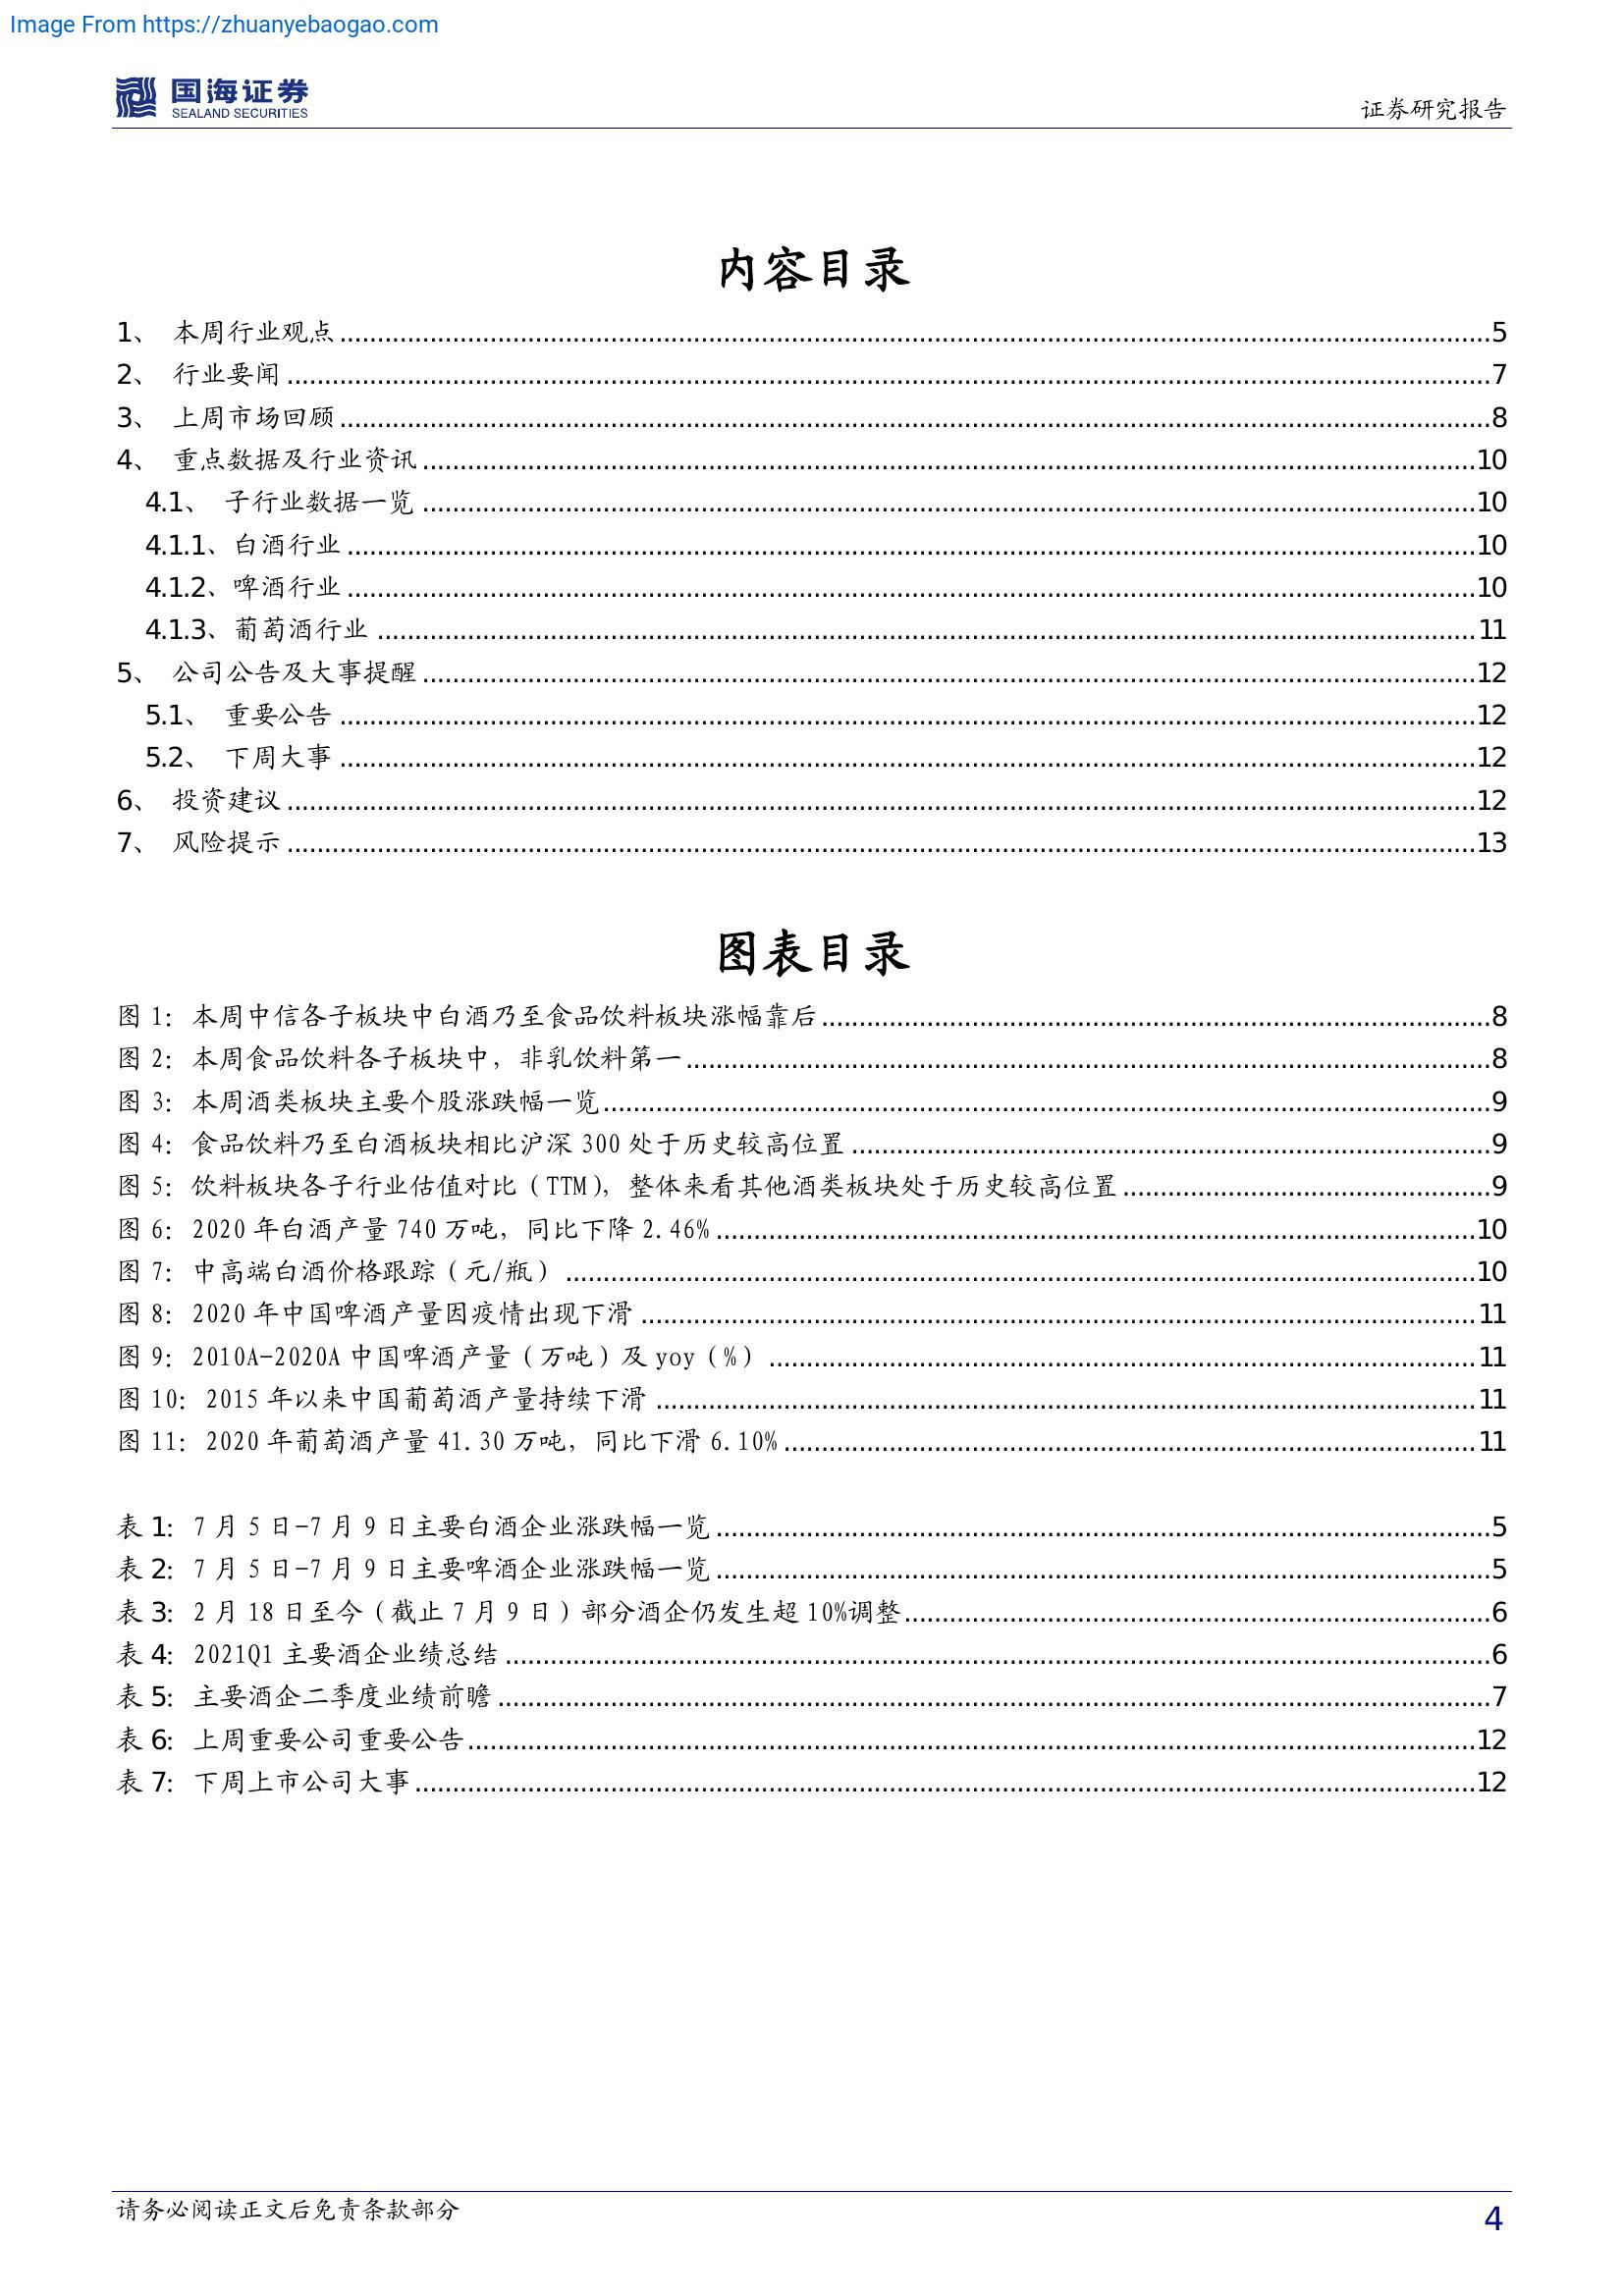 Image From https://zhuanyebaogao.com
国海证券
SEALAND SECURITIES
证券研究报告
内容目录
1、 本周行业观点........................................5
2、 行业要闻........................................7
3、 上周市场回顾........................................8
4、 重点数据及行业资讯........................................10
4.1、 子行业数据一览........................................10
4.1.1、白酒行业........................................10
4.1.2、啤酒行业........................................10
4.1.3、葡萄酒行业........................................11
5、 公司公告及大事提醒........................................12
5.1、 重要公告........................................12
5.2、 下周大事........................................12
6、 投资建议........................................12
7、 风险提示........................................13
图表目录
图 1：本周中信各子板块中白酒乃至食品饮料板块涨幅靠后........................................8
图 2：本周食品饮料各子板块中，非乳饮料第一........................................8
图 3：本周酒类板块主要个股涨跌幅一览........................................9
图 4：食品饮料乃至白酒板块相比沪深 300 处于历史较高位置........................................9
图 5：饮料板块各子行业估值对比（TTM），整体来看其他酒类板块处于历史较高位置........................................9
图 6：2020 年白酒产量 740 万吨，同比下降 2.46%........................................10
图 7：中高端白酒价格跟踪（元/瓶）........................................10
图 8：2020 年中国啤酒产量因疫情出现下滑........................................11
图 9：2010A-2020A 中国啤酒产量（万吨）及 yoy（%）........................................11
图 10：2015 年以来中国葡萄酒产量持续下滑........................................11
图 11：2020 年葡萄酒产量 41.30 万吨，同比下滑 6.10%........................................11
表 1：7 月 5 日-7 月 9 日主要白酒企业涨跌幅一览........................................5
表 2：7 月 5 日-7 月 9 日主要啤酒企业涨跌幅一览........................................5
表 3：2 月 18 日至今（截止 7 月 9 日）部分酒企仍发生超 10%调整........................................6
表 4：2021Q1 主要酒企业绩总结........................................6
表 5：主要酒企二季度业绩前瞻........................................7
表 6：上周重要公司重要公告........................................12
表 7：下周上市公司大事........................................12
请务必阅读正文后免责条款部分
4